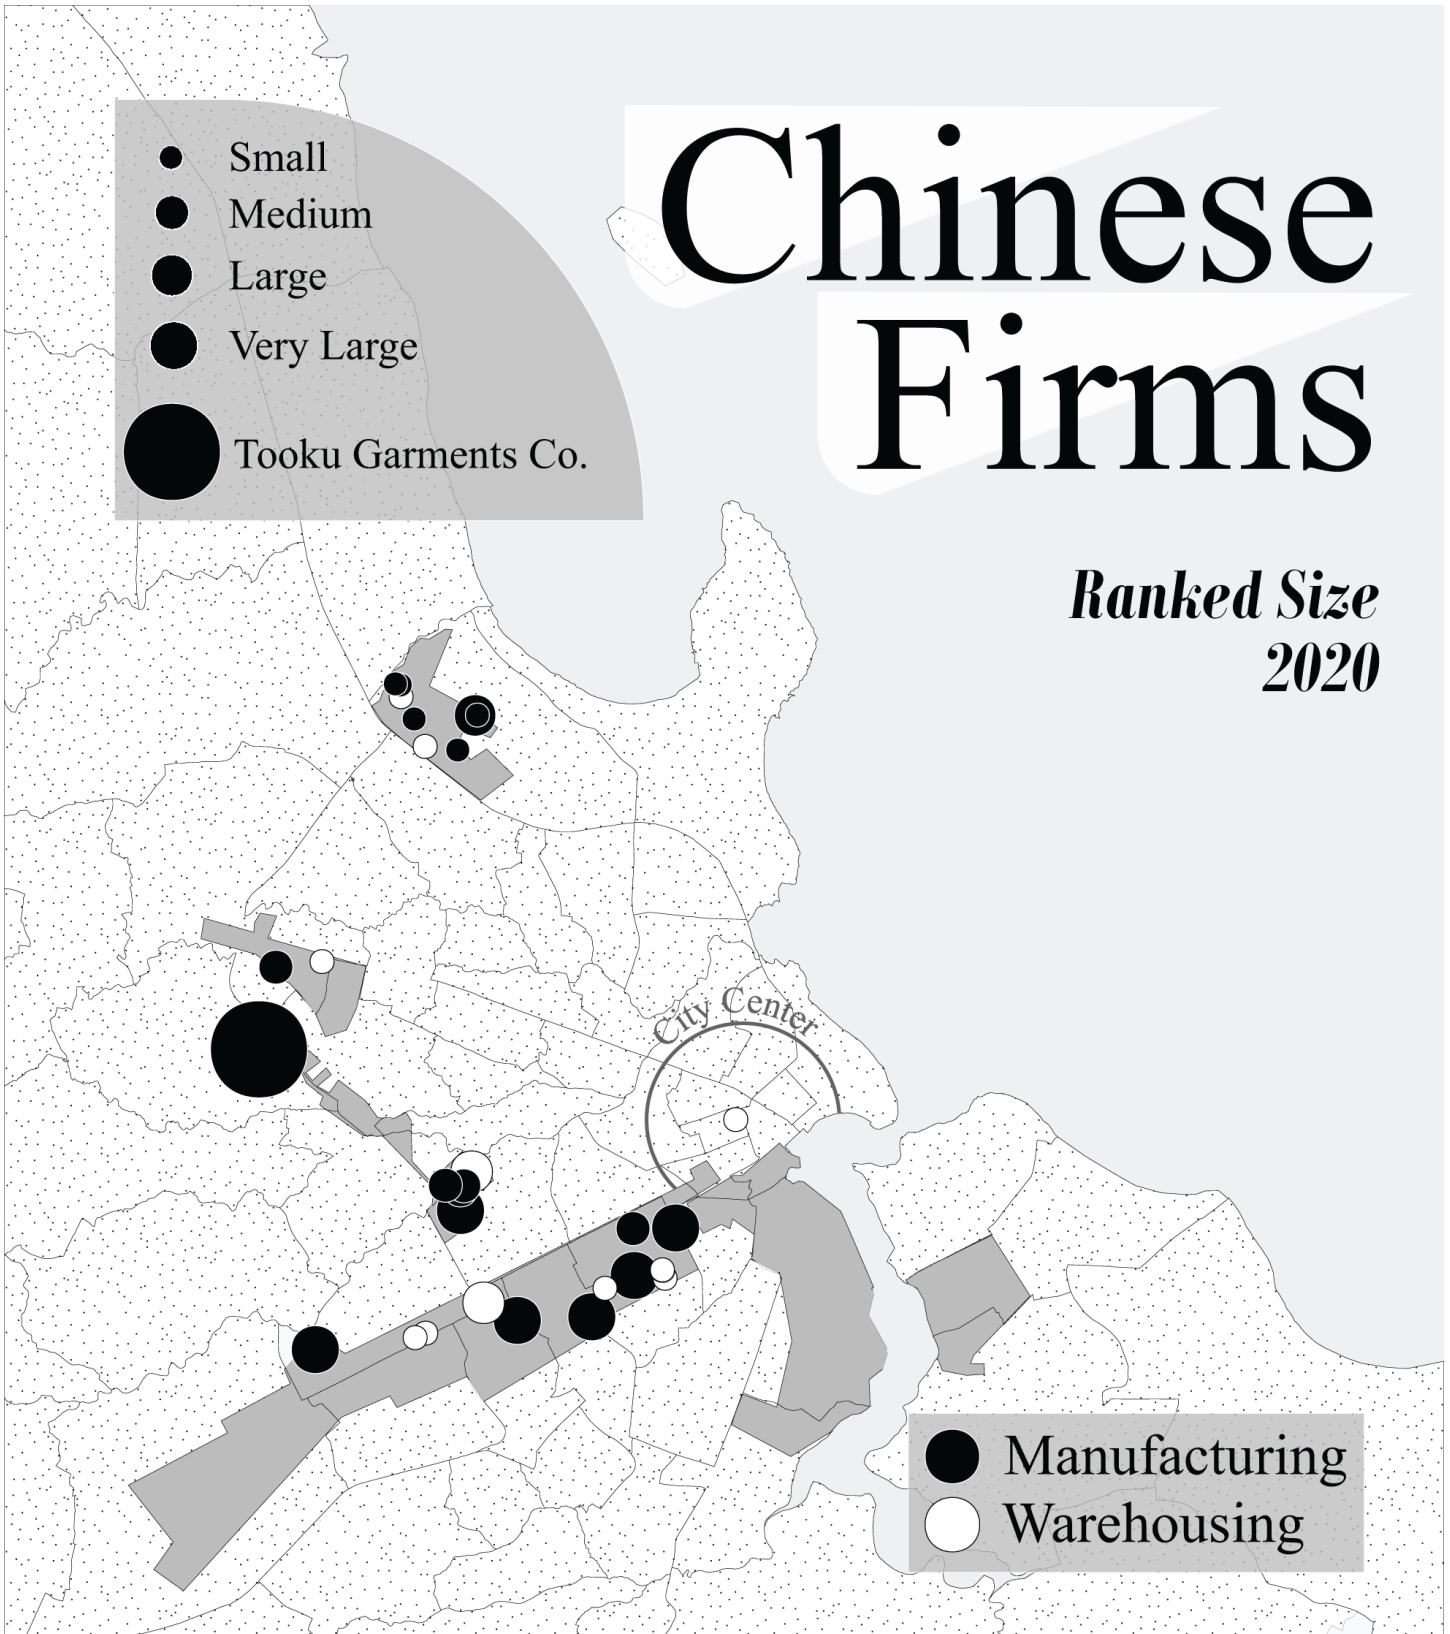 Chinese
Firms
Ranked Size
2020
Small
Medium
Large
Very Large
Tooku Garments Co.
City Center
Manufacturing
Warehousing